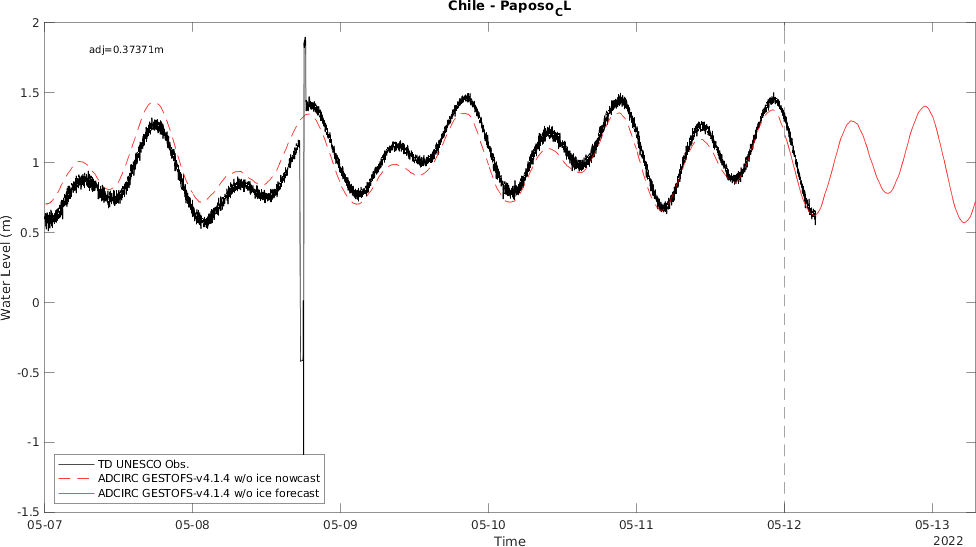 Chile - Paposo_CL
adj=0.37371m
2
1.5
1
0.5
0
-0.5
-1
-1.5
Water Level (m)
TD UNESCO Obs.
ADCIRC GESTOFS-v4.1.4 w/o ice nowcast
ADCIRC GESTOFS-v4.1.4 w/o ice forecast
05-07
05-08
05-09
05-10
05-11
05-12
05-13
Time
2022